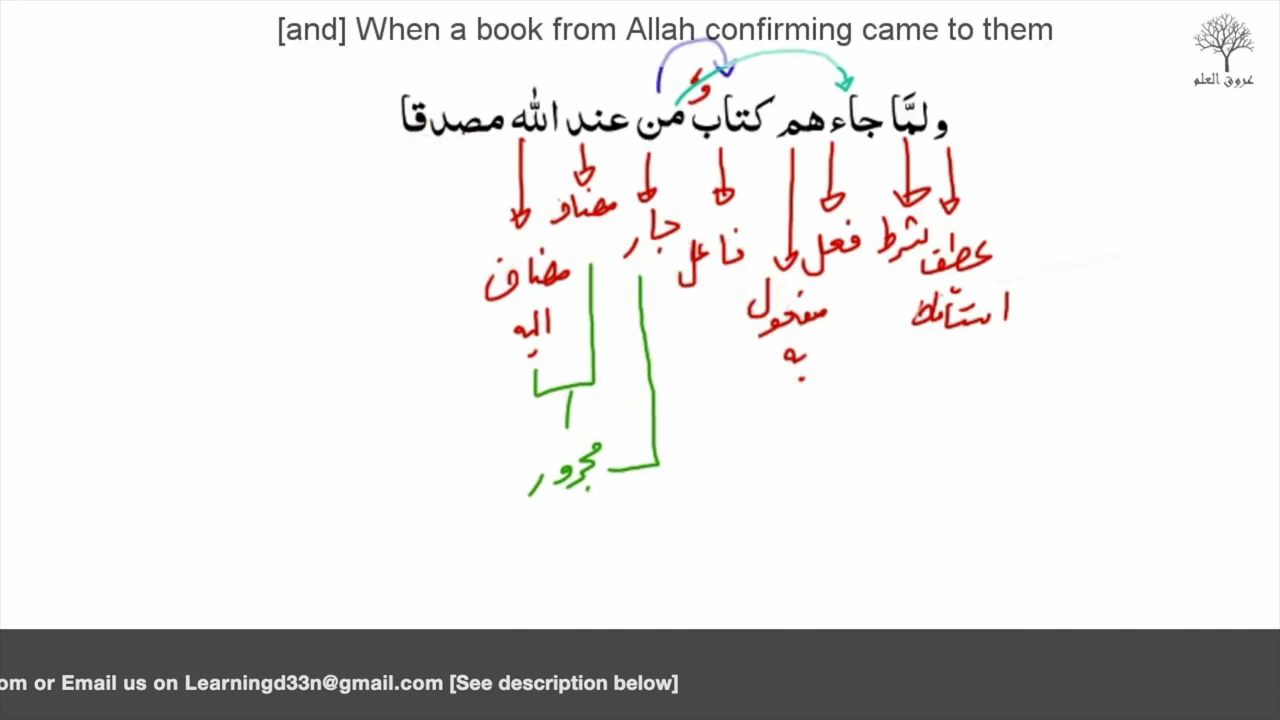 [and] When a book from Allah confirming came to them
عروق العلم
ولمَّا جاءهم كتاب من عند الله مصدقا
عطف شرط فعل فاعل جار مضاف
استئناف مفعول مضاف
به اليه
مجرور
om or Email us on Learningd33n@gmail.com [See description below]